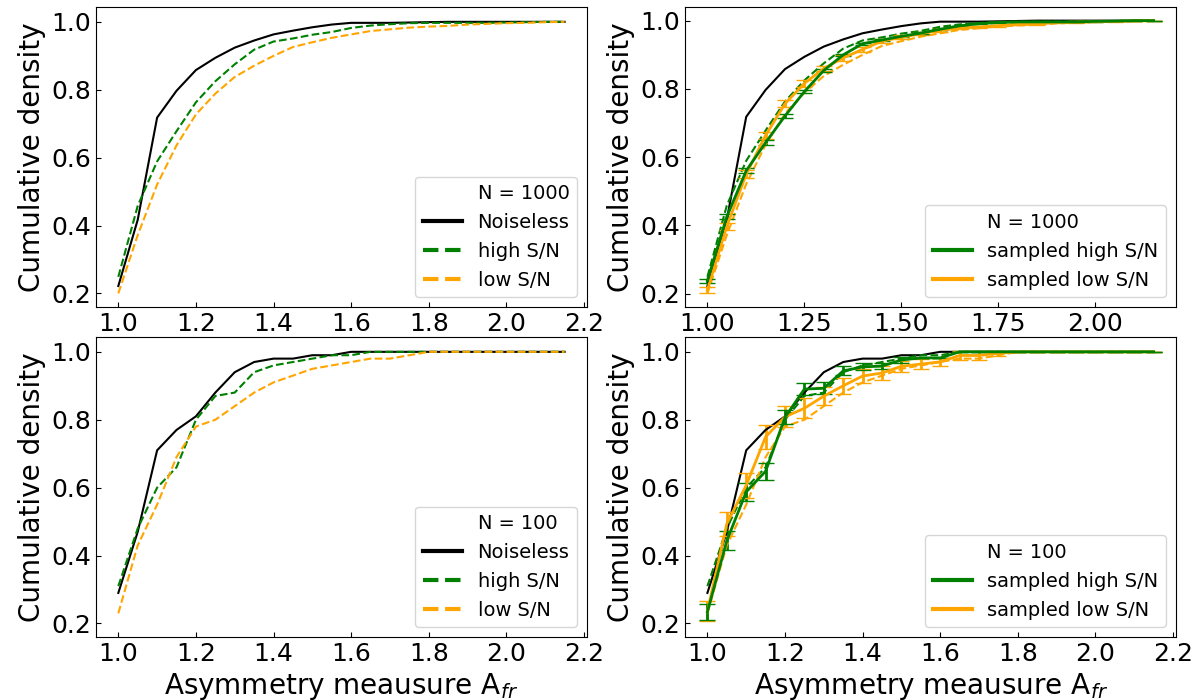 Cumulative density
1.0
0.8
0.6
0.4
0.2
1.0 1.2 1.4 1.6 1.8 2.0 2.2
N = 1000
Noiseless
high S/N
low S/N
Cumulative density
1.0
0.8
0.6
0.4
0.2
1.00 1.25 1.50 1.75 2.00
N = 1000
sampled high S/N
sampled low S/N
Cumulative density
1.0
0.8
0.6
0.4
0.2
1.0 1.2 1.4 1.6 1.8 2.0 2.2
Asymmetry meausure A_fr
N = 100
Noiseless
high S/N
low S/N
Cumulative density
1.0
0.8
0.6
0.4
0.2
1.0 1.2 1.4 1.6 1.8 2.0 2.2
Asymmetry meausure A_fr
N = 100
sampled high S/N
sampled low S/N